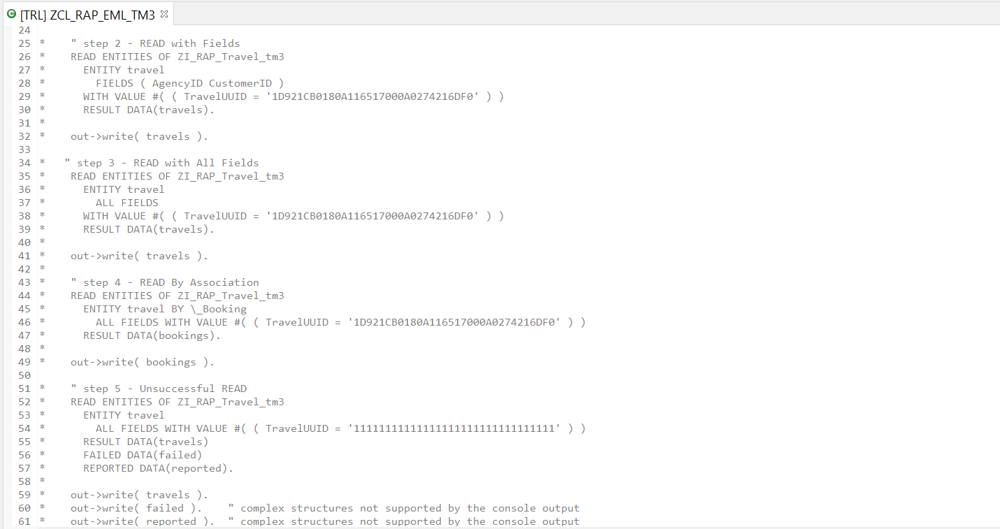 [TRL] ZCL_RAP_EML_TM3
24
25 *    " step 2 - READ with Fields
26 *    READ ENTITIES OF ZI_RAP_Travel_tm3
27 *      ENTITY travel
28 *        FIELDS ( AgencyID CustomerID )
29 *      WITH VALUE #( ( TravelUUID = '1D921CB0180A116517000A0274216DF0' ) )
30 *      RESULT DATA(travels).
31 *
32 *    out->write( travels ).
33
34 *   " step 3 - READ with All Fields
35 *    READ ENTITIES OF ZI_RAP_Travel_tm3
36 *      ENTITY travel
37 *        ALL FIELDS
38 *      WITH VALUE #( ( TravelUUID = '1D921CB0180A116517000A0274216DF0' ) )
39 *      RESULT DATA(travels).
40 *
41 *    out->write( travels ).
42 *
43 *    " step 4 - READ By Association
44 *    READ ENTITIES OF ZI_RAP_Travel_tm3
45 *      ENTITY travel BY \_Booking
46 *        ALL FIELDS WITH VALUE #( ( TravelUUID = '1D921CB0180A116517000A0274216DF0' ) )
47 *      RESULT DATA(bookings).
48 *
49 *    out->write( bookings ).
50
51 *    " step 5 - Unsuccessful READ
52 *    READ ENTITIES OF ZI_RAP_Travel_tm3
53 *      ENTITY travel
54 *        ALL FIELDS WITH VALUE #( ( TravelUUID = '11111111111111111111111111111111' ) )
55 *      RESULT DATA(travels)
56 *      FAILED DATA(failed)
57 *      REPORTED DATA(reported).
58 *
59 *    out->write( travels ).
60 *    out->write( failed ).    " complex structures not supported by the console output
61 *    out->write( reported ).  " complex structures not supported by the console output